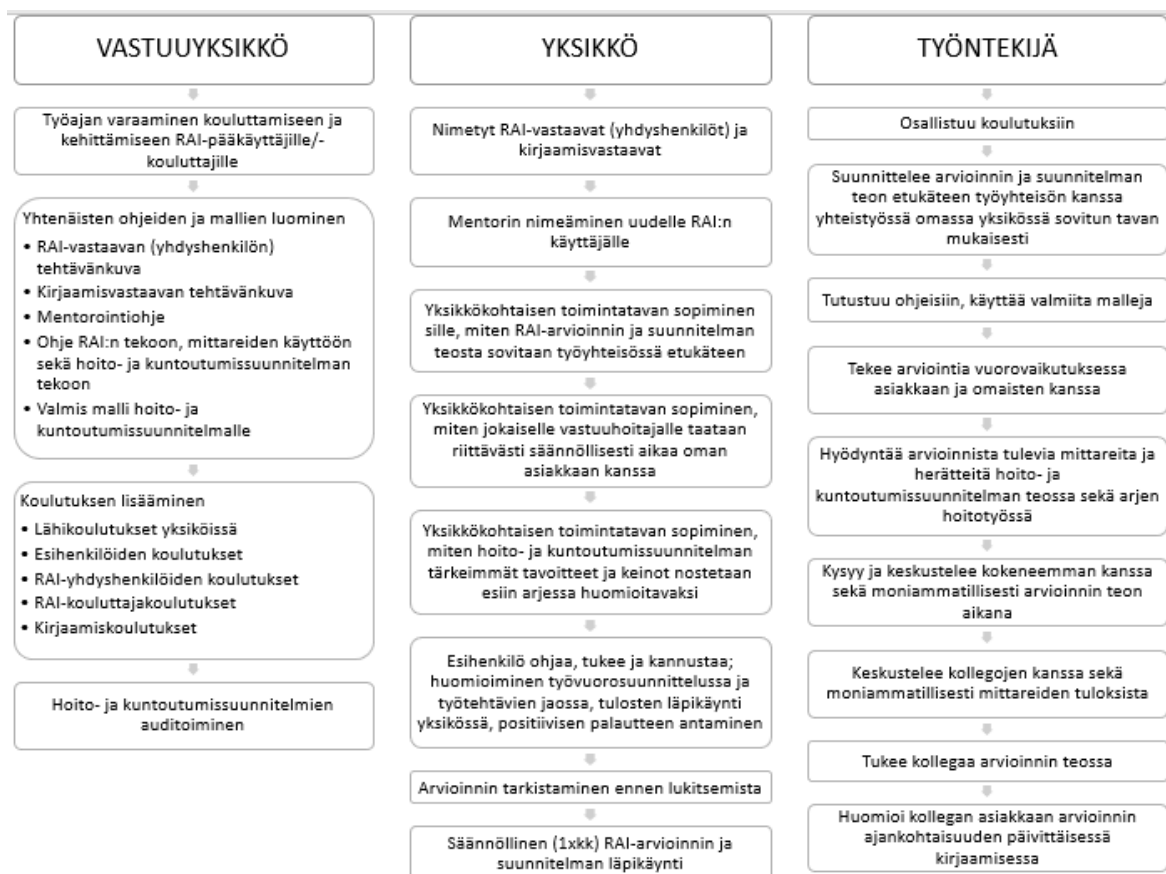 VASTUUYKSIKKÖ
Työajan varaaminen kouluttamiseen ja
kehittämiseen RAI-pääkäyttäjille/-
kouluttajille
Yhtenäisten ohjeiden ja mallien luominen
• RAI-vastaavan (yhdyshenkilön)
tehtävänkuva
• Kirjaamisvastaavan tehtävänkuva
• Mentorointiohje
• Ohje RAI:n tekoon, mittareiden käyttöön
sekä hoito- ja kuntoutumissuunnitelman
tekoon
• Valmis malli hoito- ja
kuntoutumissuunnitelmalle
Koulutuksen lisääminen
• Lähikoulutukset yksiköissä
• Esihenkilöiden koulutukset
• RAI-yhdyshenkilöiden koulutukset
• RAI-kouluttajakoulutukset
• Kirjaamiskoulutukset
Hoito- ja kuntoutumissuunnitelmien
auditoiminen
YKSIKKÖ
Nimetyt RAI-vastaavat (yhdyshenkilöt) ja
kirjaamisvastaavat
Mentorin nimeäminen uudelle RAI:n
käyttäjälle
Yksikkökohtaisen toimintatavan sopiminen
sille, miten RAI-arvioinnin ja suunnitelman
teosta sovitaan työyhteisössä etukäteen
Yksikkökohtaisen toimintatavan sopiminen,
miten jokaiselle vastuuhoitajalle taataan
riittävästi säännöllisesti aikaa oman
asiakkaan kanssa
Yksikkökohtaisen toimintatavan sopiminen,
miten hoito- ja kuntoutumissuunnitelman
tärkeimmät tavoitteet ja keinot nostetaan
esiin arjessa huomioitavaksi
Esihenkilö ohjaa, tukee ja kannustaa;
huomioiminen työvuorosuunnittelussa ja
työtehtävien jaossa, tulosten läpikäynti
yksikössä, positiivisen palautteen antaminen
Arvioinnin tarkistaminen ennen lukitsemista
Säännöllinen (1xkk) RAI-arvioinnin ja
suunnitelman läpikäynti
TYÖNTEKIJÄ
Osallistuu koulutuksiin
Suunnittelee arvioinnin ja suunnitelman
teon etukäteen työyhteisön kanssa
yhteistyössä omassa yksikössä sovitun tavan
mukaisesti
Tutustuu ohjeisiin, käyttää valmiita malleja
Tekee arviointia vuorovaikutuksessa
asiakkaan ja omaisten kanssa
Hyödyntää arvioinnista tulevia mittareita ja
herätteitä hoito- ja
kuntoutumissuunnitelman teossa sekä arjen
hoitotyössä
Kysyy ja keskustelee kokeneemman kanssa
sekä moniammatillisesti arvioinnin teon
aikana
Keskustelee kollegojen kanssa sekä
moniammatillisesti mittareiden tuloksista
Tukee kollegaa arvioinnin teossa
Huomioi kollegan asiakkaan arvioinnin
ajankohtaisuuden päivittäisessä
kirjaamisessa